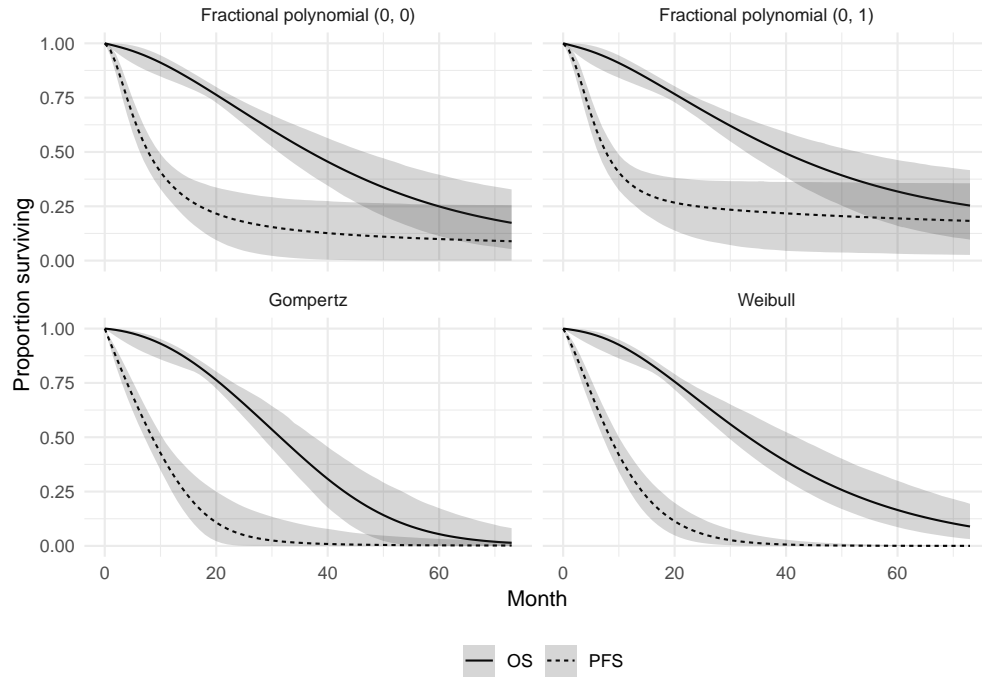 Fractional polynomial (0, 0) Fractional polynomial (0, 1)
1.00
0.75
0.50
0.25
0.00
Proportion surviving
Gompertz Weibull
1.00
0.75
0.50
0.25
0.00
0 20 40 60 0 20 40 60
Month
OS PFS